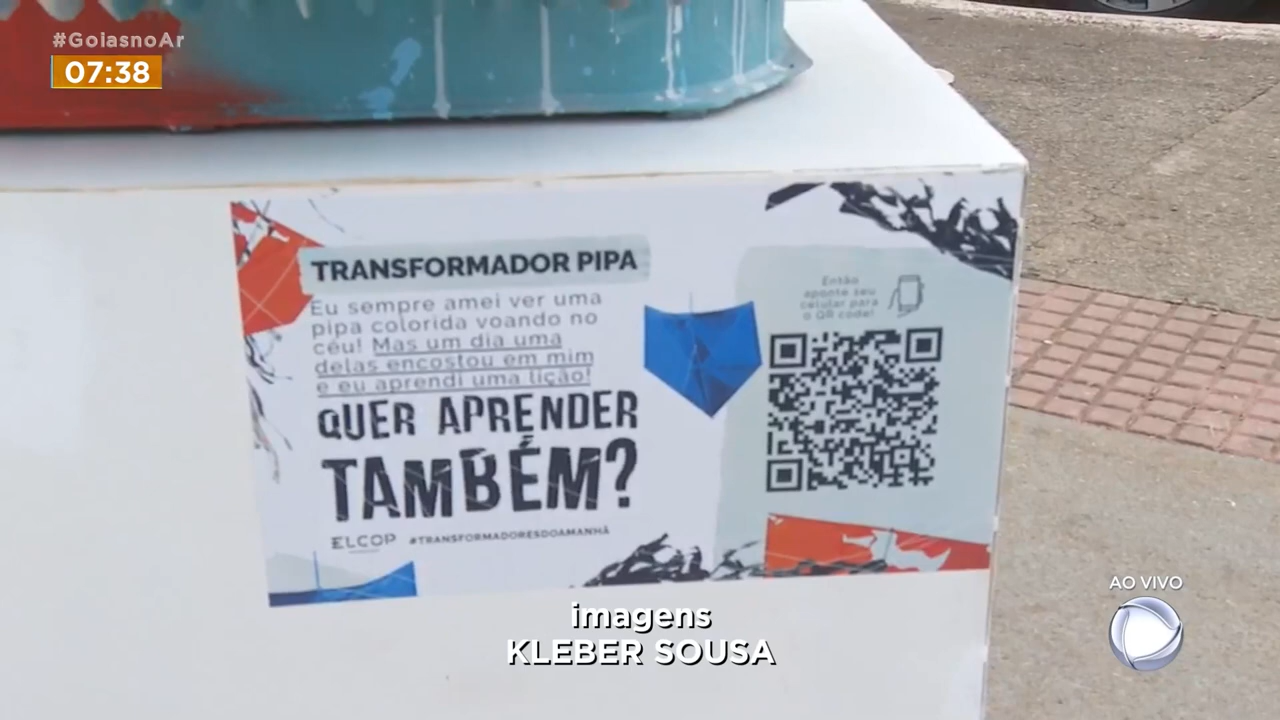 #GoiasnoAr
07:38
TRANSFORMADOR PIPA
Eu sempre amei ver uma
pipa colorida voando no
céu! Mas um dia uma
delas encostou em mim
e eu aprendi uma lição!
QUER APRENDER
TAMBÉM?
ELCOP #TRANSFORMADORESDOAMANHÃ
Então
aponte seu
celular para
o QR code!
imagens
KLEBER SOUSA
AO VIVO